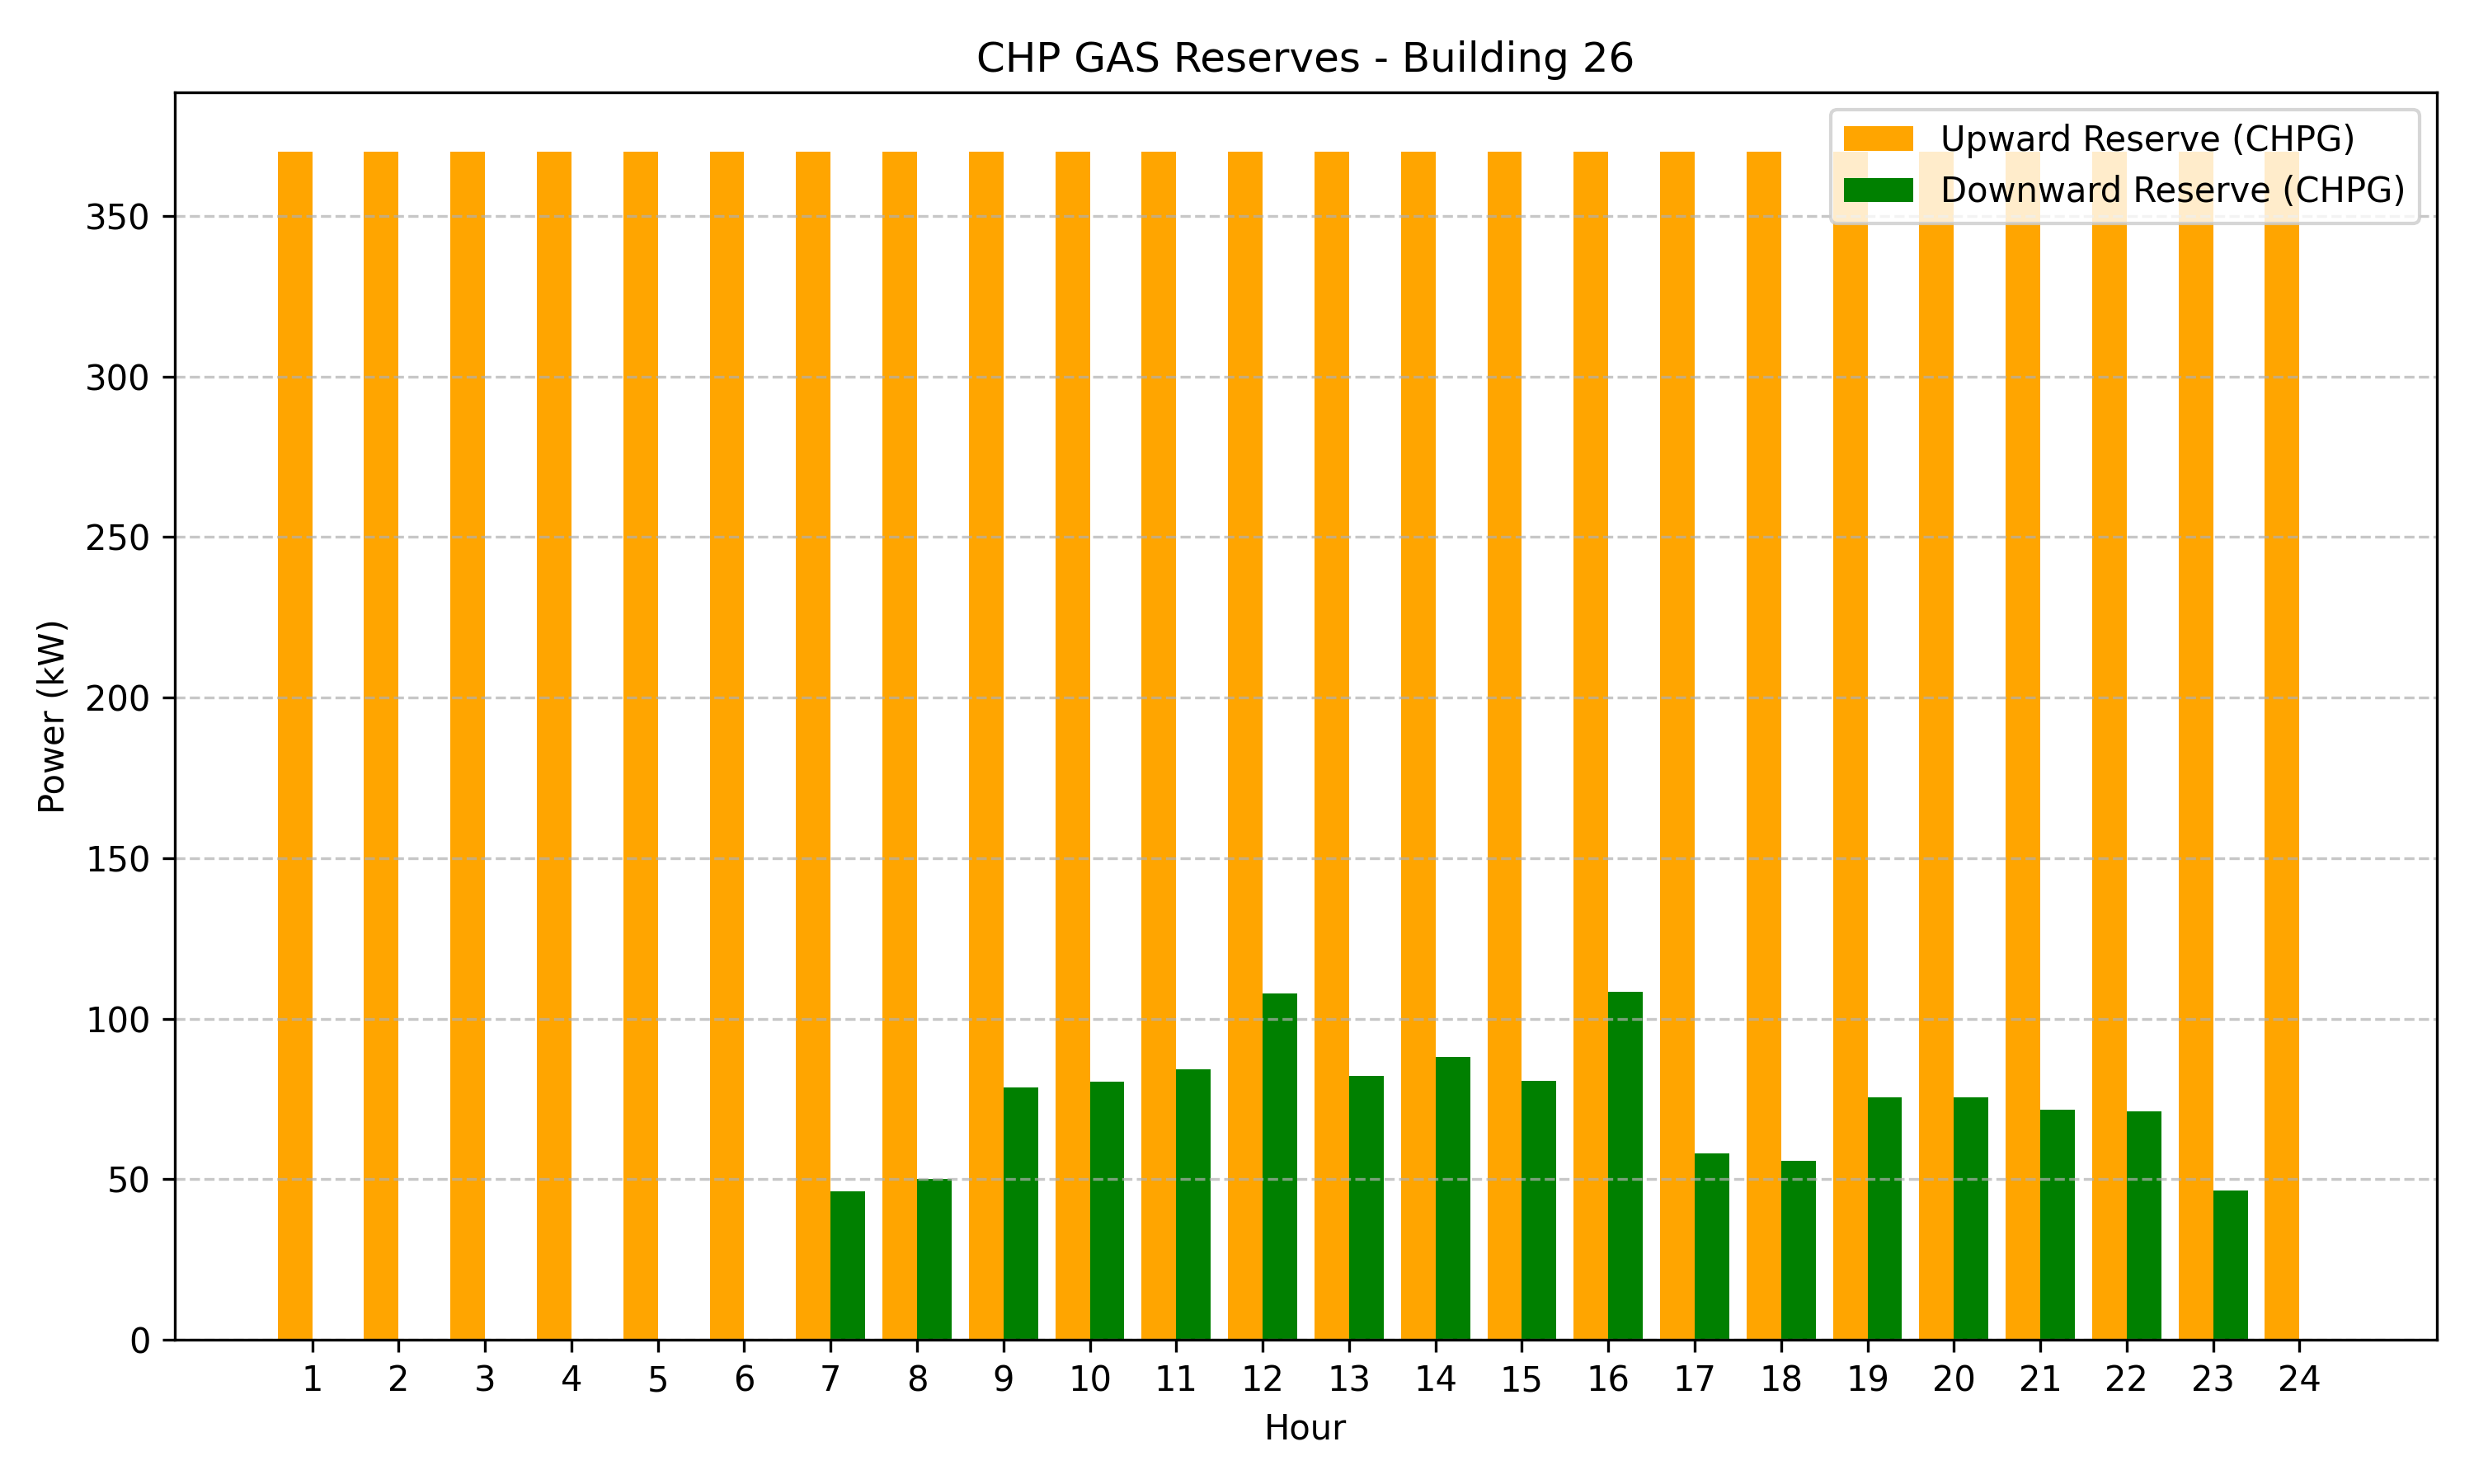 CHP GAS Reserves - Building 26
Upward Reserve (CHPG)
Downward Reserve (CHPG)
Power (kW)
350
300
250
200
150
100
50
0
1 2 3 4 5 6 7 8 9 10 11 12 13 14 15 16 17 18 19 20 21 22 23 24
Hour